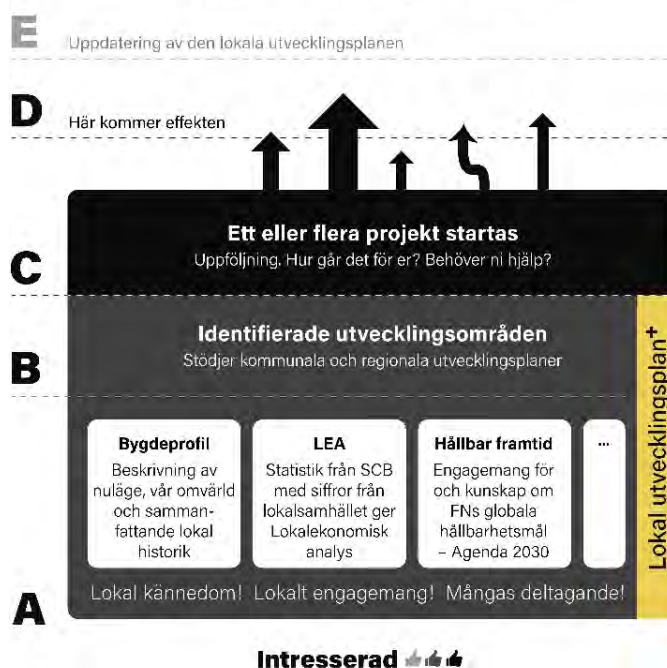 E
Uppdatering av den lokala utvecklingsplanen
D
Här kommer effekten
C
Ett eller flera projekt startas
Uppföljning. Hur går det för er? Behöver ni hjälp?
B
Identifierade utvecklingsområden
Stödjer kommunala och regionala utvecklingsplaner
Lokal utvecklingsplan+
Bygdeprofil
Beskrivning av
nuläge, vår omvärld
och samman-
fattande lokal
historik
LEA
Statistik från SCB
med siffror från
lokalsamhället ger
Lokalekonomisk
analys
Hållbar framtid
Engagemang för
och kunskap om
FNs globala
hållbarhetsmål
– Agenda 2030
...
A
Lokal kännedom! Lokalt engagemang! Mångas deltagande!
Intresserad